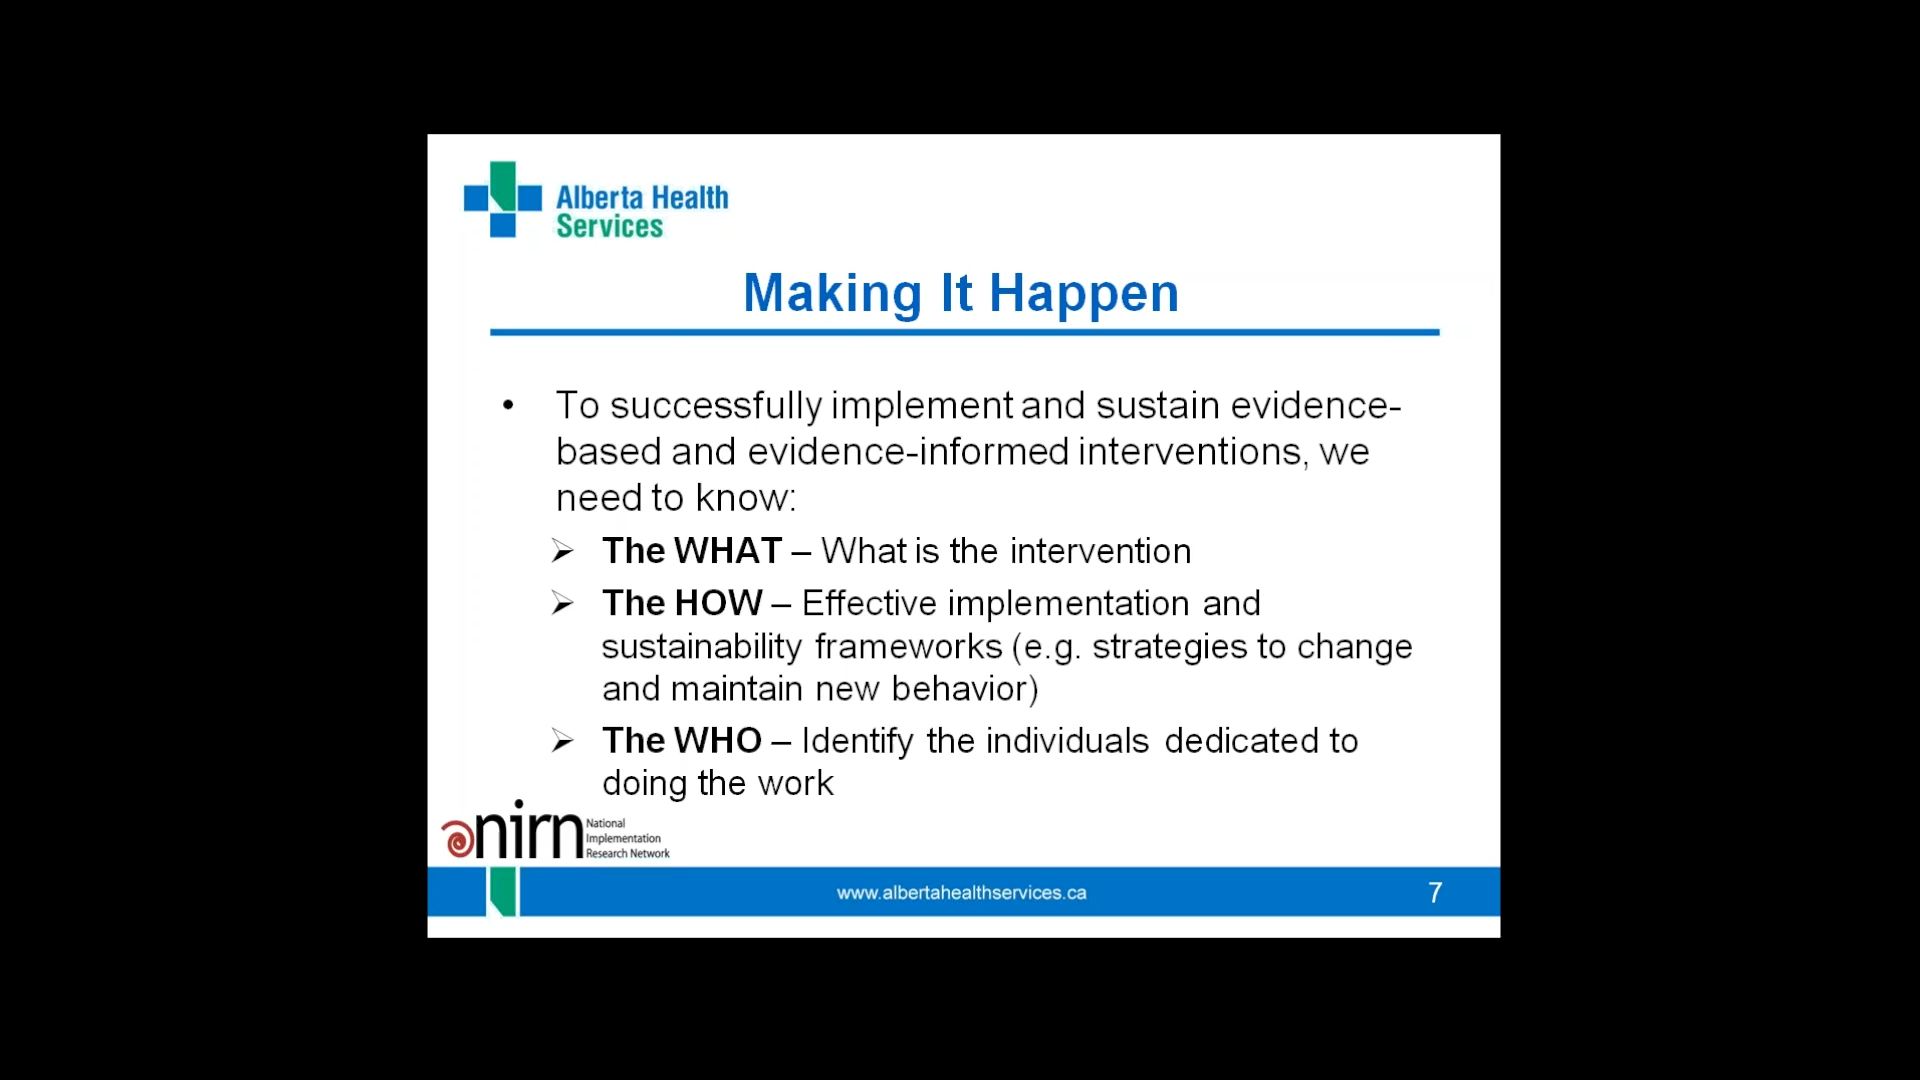 Alberta Health
Services
Making It Happen
• To successfully implement and sustain evidence-
based and evidence-informed interventions, we
need to know:
➢ The WHAT – What is the intervention
➢ The HOW – Effective implementation and
sustainability frameworks (e.g. strategies to change
and maintain new behavior)
➢ The WHO – Identify the individuals dedicated to
doing the work
nirn
National
Implementation
Research Network
www.albertahealthservices.ca
7